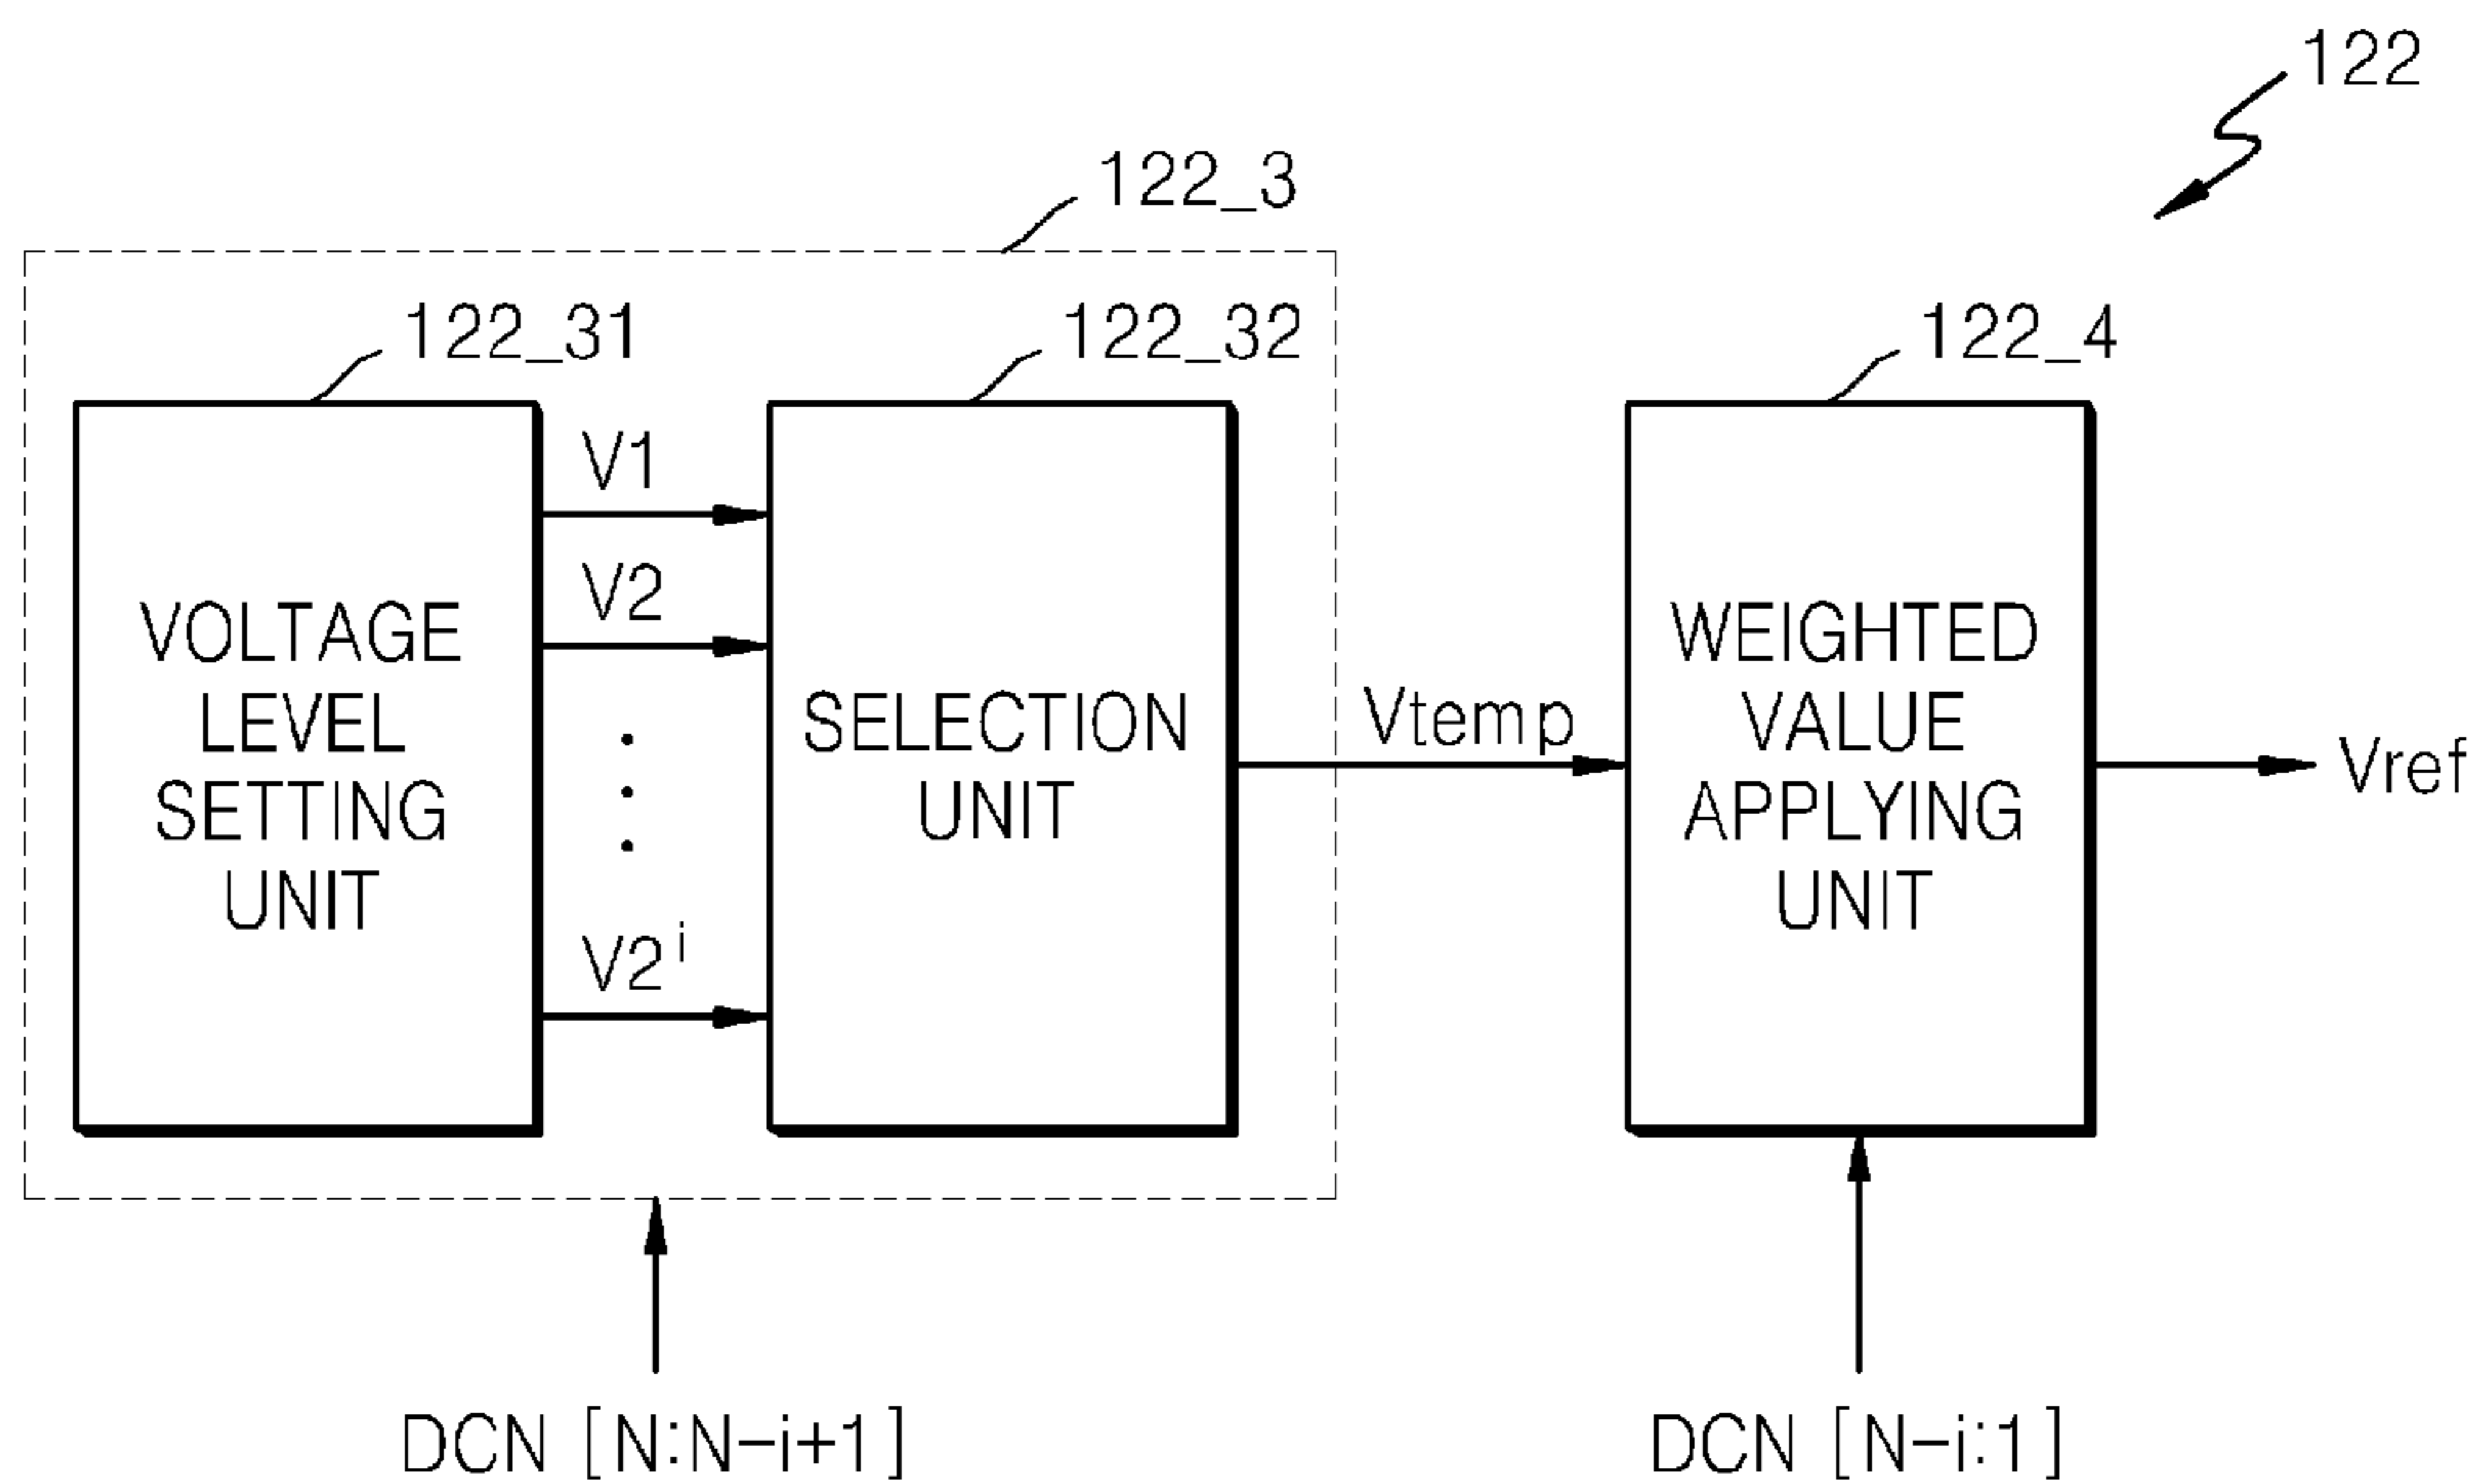 122
122_3
122_31
122_32
122_4
V1
V2
V2ⁱ
VOLTAGE
LEVEL
SETTING
UNIT
SELECTION
UNIT
Vtemp
WEIGHTED
VALUE
APPLYING
UNIT
Vref
DCN [N:N-i+1]
DCN [N-i:1]